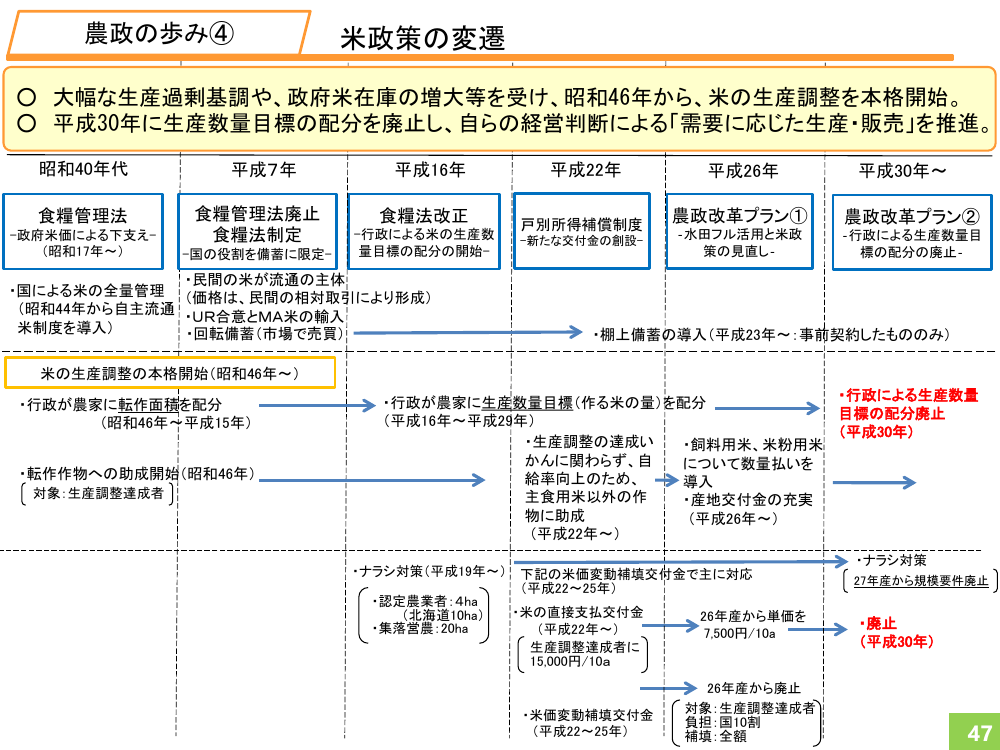 農政の歩み④
米政策の変遷
○ 大幅な生産過剰基調や、政府米在庫の増大等を受け、昭和46年から、米の生産調整を本格開始。
○ 平成30年に生産数量目標の配分を廃止し、自らの経営判断による「需要に応じた生産・販売」を推進。
昭和40年代
平成7年
平成16年
平成22年
平成26年
平成30年～
食糧管理法
-政府米価による下支え-
(昭和17年～)
食糧管理法廃止
食糧法制定
-国の役割を備蓄に限定-
食糧法改正
-行政による米の生産数
量目標の配分の開始-
戸別所得補償制度
-新たな交付金の創設-
農政改革プラン①
-水田フル活用と米政
策の見直し-
農政改革プラン②
-行政による生産数量目
標の配分の廃止-
・国による米の全量管理
(昭和44年から自主流通
米制度を導入)
・民間の米が流通の主体
(価格は、民間の相対取引により形成)
・UR合意とMA米の輸入
・回転備蓄(市場で売買)
・棚上備蓄の導入(平成23年～：事前契約したもののみ)
米の生産調整の本格開始(昭和46年～)
・行政が農家に転作面積を配分
(昭和46年～平成15年)
・行政が農家に生産数量目標(作る米の量)を配分
(平成16年～平成29年)
・行政による生産数量
目標の配分廃止
(平成30年)
・転作作物への助成開始(昭和46年)
対象：生産調整達成者
・生産調整の達成い
かんに関わらず、自
給率向上のため、
主食用米以外の作
物に助成
(平成22年～)
・飼料用米、米粉用米
について数量払いを
導入
・産地交付金の充実
(平成26年～)
・ナラシ対策(平成19年～)
・認定農業者：4ha
(北海道10ha)
・集落営農：20ha
下記の米価変動補填交付金で主に対応
(平成22～25年)
・ナラシ対策
27年産から規模要件廃止
・米の直接支払交付金
(平成22年～)
生産調整達成者に
15,000円/10a
26年産から単価を
7,500円/10a
・廃止
(平成30年)
・米価変動補填交付金
(平成22～25年)
26年産から廃止
対象：生産調整達成者
負担：国10割
補填：全額
47